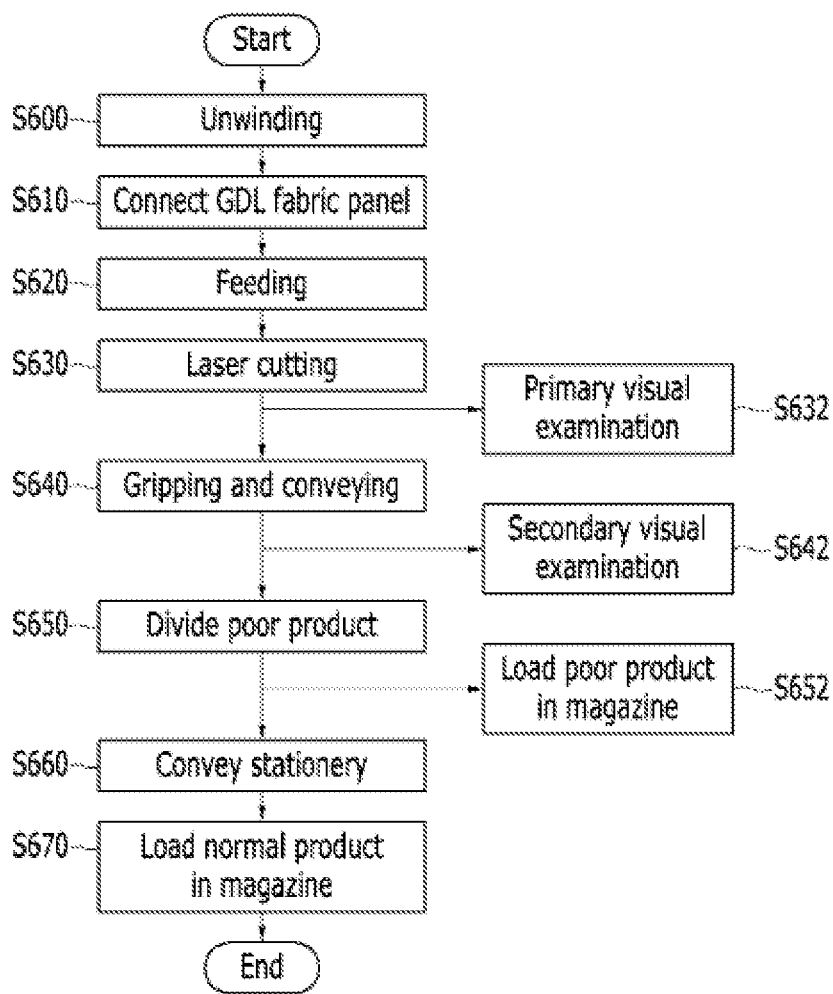 Start
S600
Unwinding
S610
Connect GDL fabric panel
S620
Feeding
S630
Laser cutting
Primary visual
examination
S632
S640
Gripping and conveying
Secondary visual
examination
S642
S650
Divide poor product
Load poor product
in magazine
S652
S660
Convey stationery
S670
Load normal product
in magazine
End